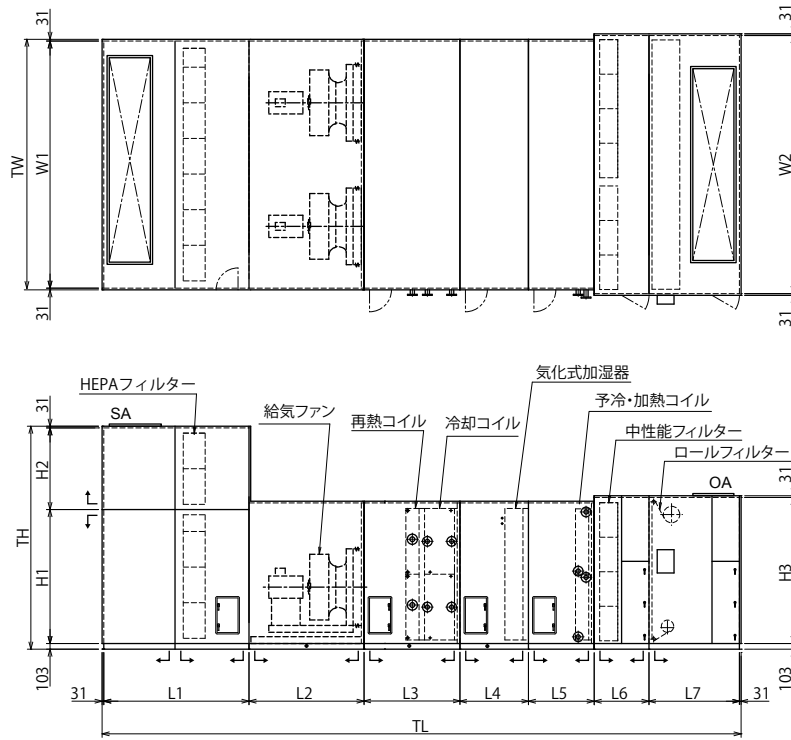 31
TW
W1
31
31
W2
31
HEPAフィルター
SA
給気ファン
再熱コイル
冷却コイル
気化式加湿器
予冷・加熱コイル
中性能フィルター
ロールフィルター
OA
31
H2
TH
H1
103
31
H3
103
31
L1
L2
L3
L4
L5
L6
L7
31
TL